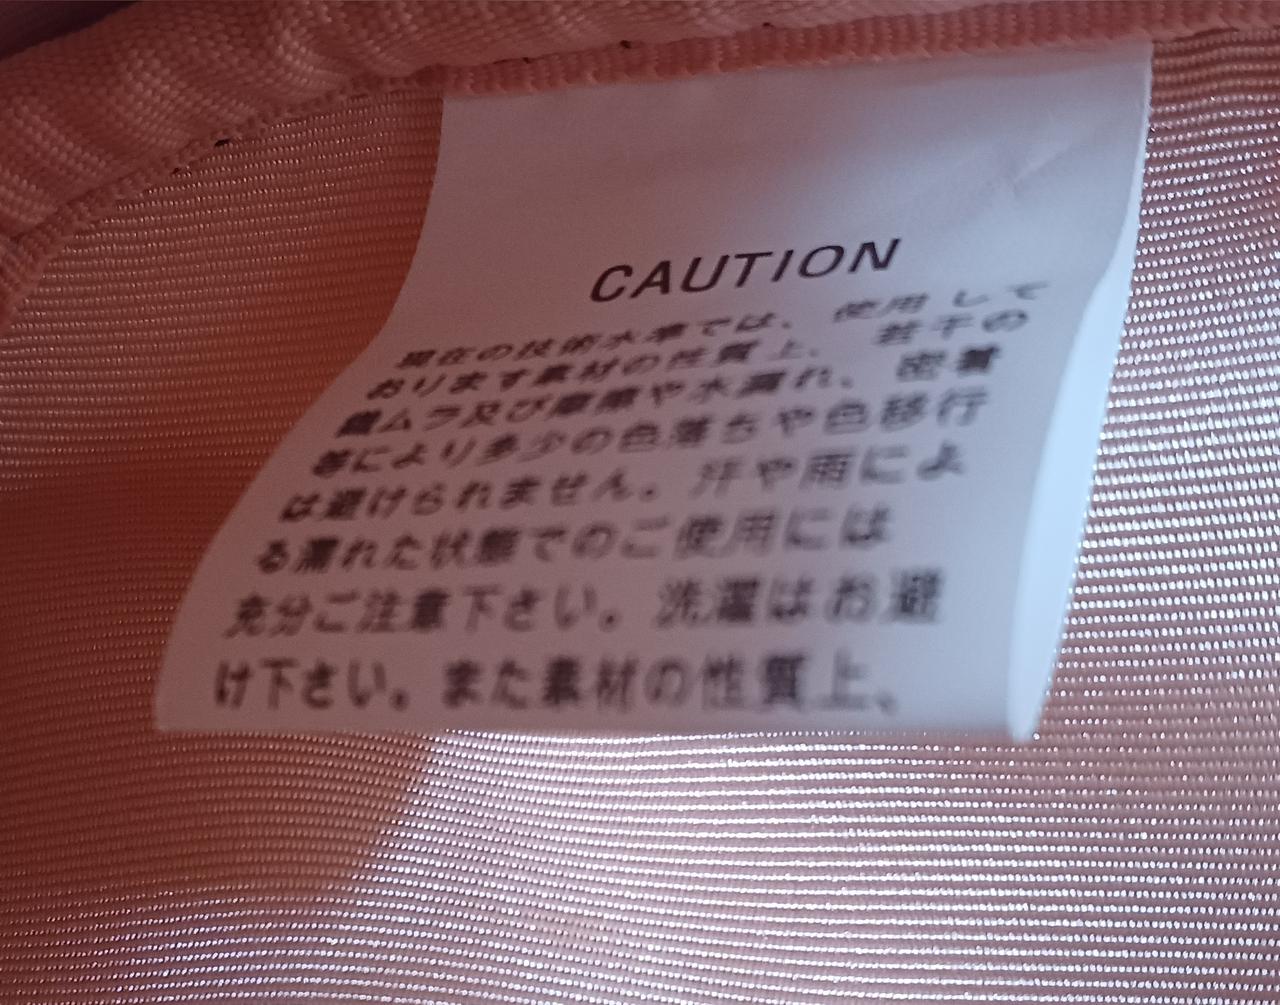 CAUTION
現在の技術水準では、使用して
おります素材の性質上、若干の
織ムラ及び摩擦や水濡れ、密着
等により多少の色落ちや色移行
は避けられません。汗や雨によ
る濡れた状態でのご使用には
充分ご注意下さい。洗濯はお避
け下さい。また素材の性質上、